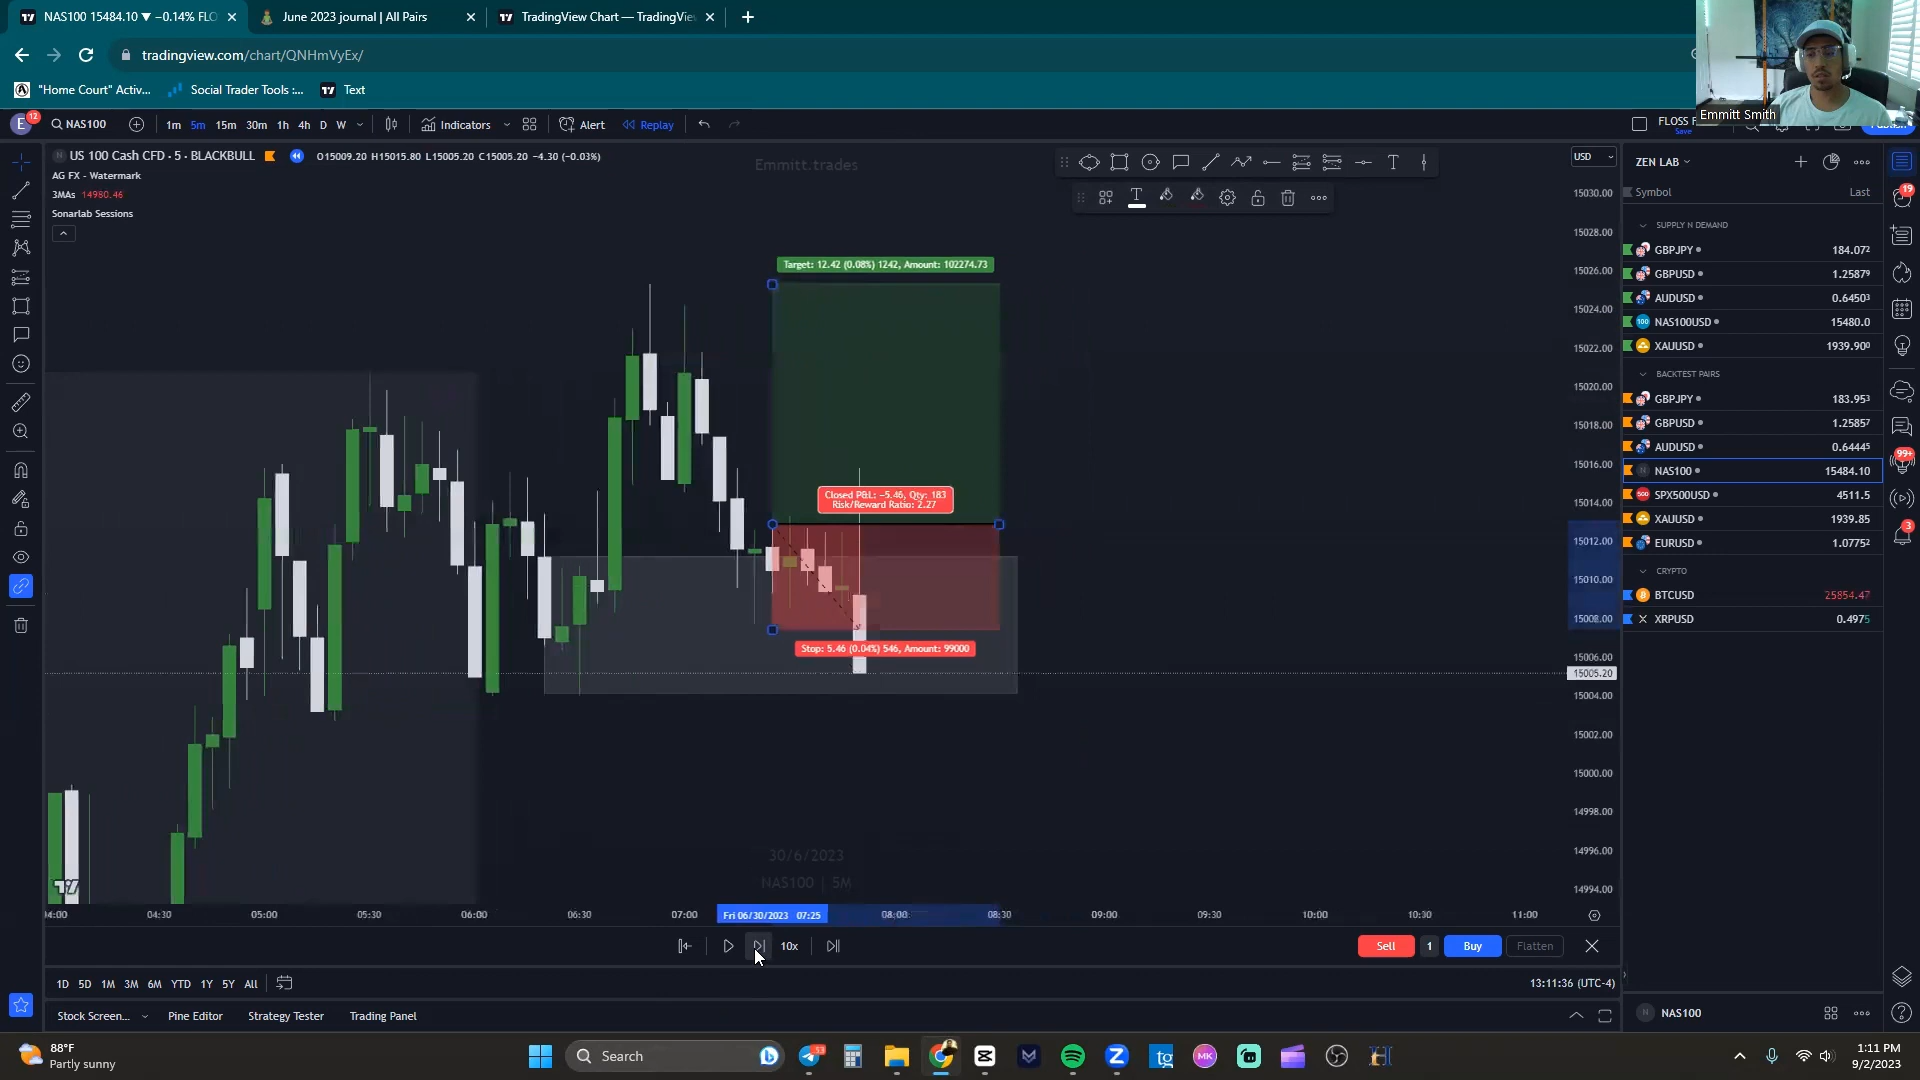 NAS100 15484.10 ▼ −0.14% FLO
June 2023 journal | All Pairs
TradingView Chart — TradingVie
tradingview.com/chart/QNHmVyEx/
"Home Court" Activ...
Social Trader Tools :...
Text
Emmitt Smith
E
12
NAS100
1m 5m 15m 30m 1h 4h D W
Indicators
Alert
Replay
FLOSS
Save
US 100 Cash CFD · 5 · BLACKBULL
O15009.20 H15015.80 L15005.20 C15005.20 −4.30 (−0.03%)
AG FX - Watermark
3MAs 14980.46
Sonarlab Sessions
Emmitt.trades
USD
Target: 12.42 (0.08%) 1242, Amount: 102274.73
Closed P&L: −5.46, Qty: 183
Risk/Reward Ratio: 2.27
Stop: 5.46 (0.04%) 546, Amount: 99000
15030.00
15028.00
15026.00
15024.00
15022.00
15020.00
15018.00
15016.00
15014.00
15012.00
15010.00
15008.00
15006.00
15005.20
15004.00
15002.00
15000.00
14998.00
14996.00
14994.00
30/6/2023
NAS100 | 5M
04:30 05:00 05:30 06:00 06:30 07:00 Fri 06/30/2023 07:25 08:00 08:30 09:00 09:30 10:00 10:30 11:00
10x
Sell 1 Buy Flatten
1D 5D 1M 3M 6M YTD 1Y 5Y All
13:11:36 (UTC-4)
Stock Screen... Pine Editor Strategy Tester Trading Panel
ZEN LAB
Symbol Last
SUPPLY N DEMAND
GBPJPY 184.072
GBPUSD 1.25879
AUDUSD 0.64503
NAS100USD 15480.0
XAUUSD 1939.900
BACKTEST PAIRS
GBPJPY 183.953
GBPUSD 1.25857
AUDUSD 0.64445
NAS100 15484.10
SPX500USD 4511.5
XAUUSD 1939.85
EURUSD 1.07752
CRYPTO
BTCUSD 25854.47
XRPUSD 0.4975
NAS100
19
99+
3
88°F
Partly sunny
Search
1:11 PM
9/2/2023